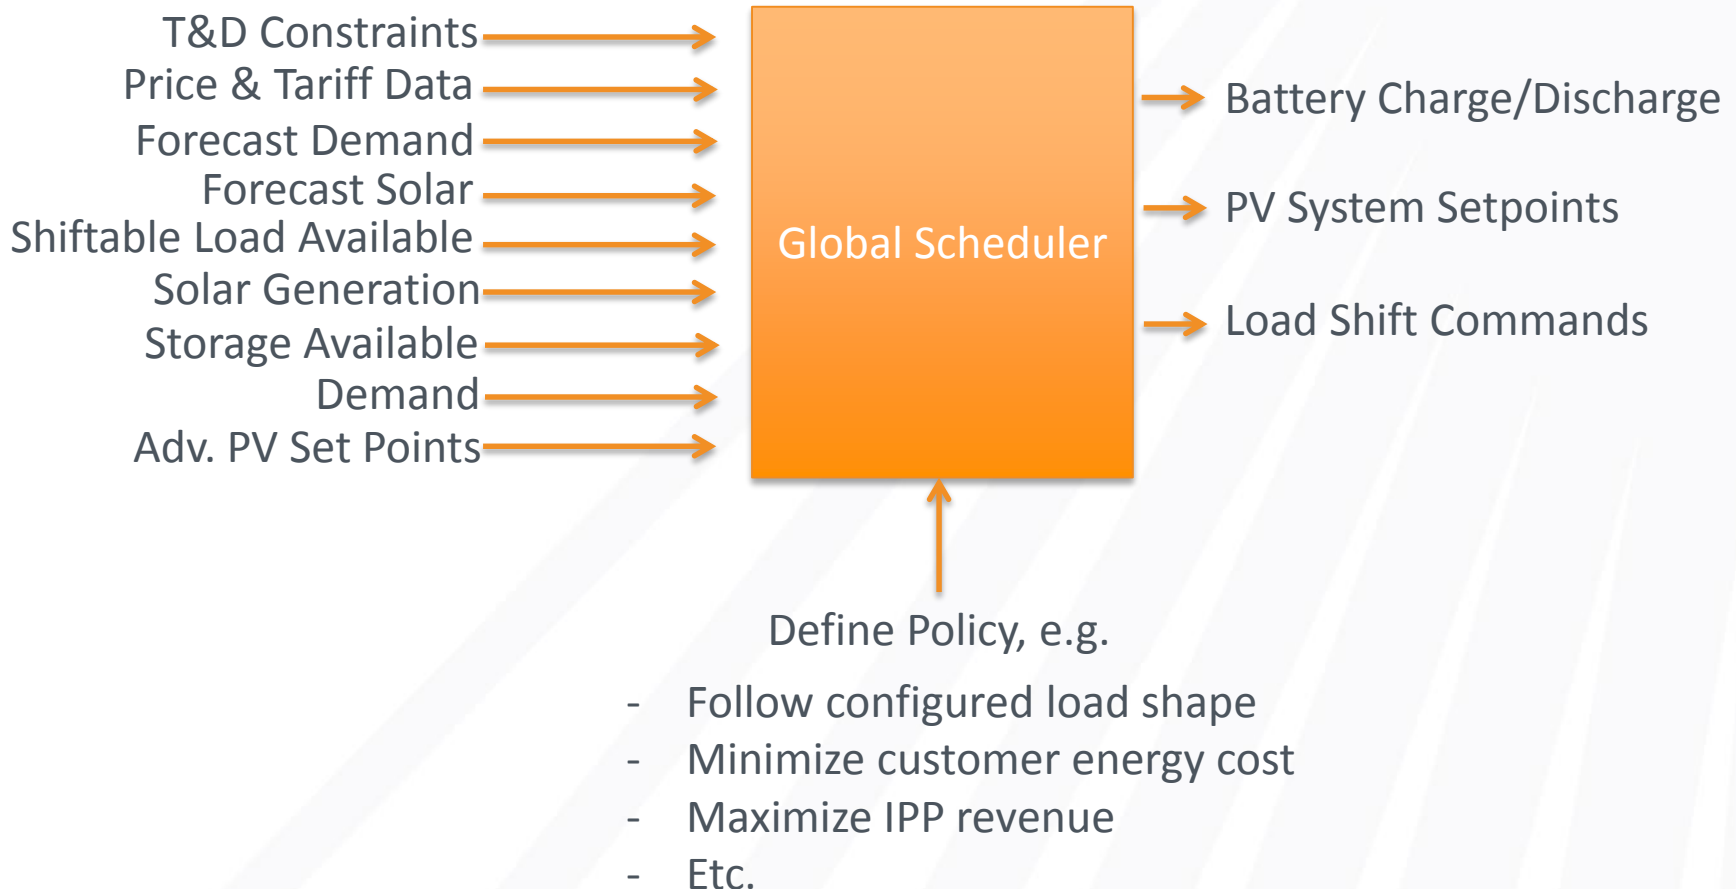 T&D Constraints
Price & Tariff Data
Forecast Demand
Forecast Solar
Shiftable Load Available
Solar Generation
Storage Available
Demand
Adv. PV Set Points
Global Scheduler
Battery Charge/Discharge
PV System Setpoints
Load Shift Commands
Define Policy, e.g.
- Follow configured load shape
- Minimize customer energy cost
- Maximize IPP revenue
- Etc.